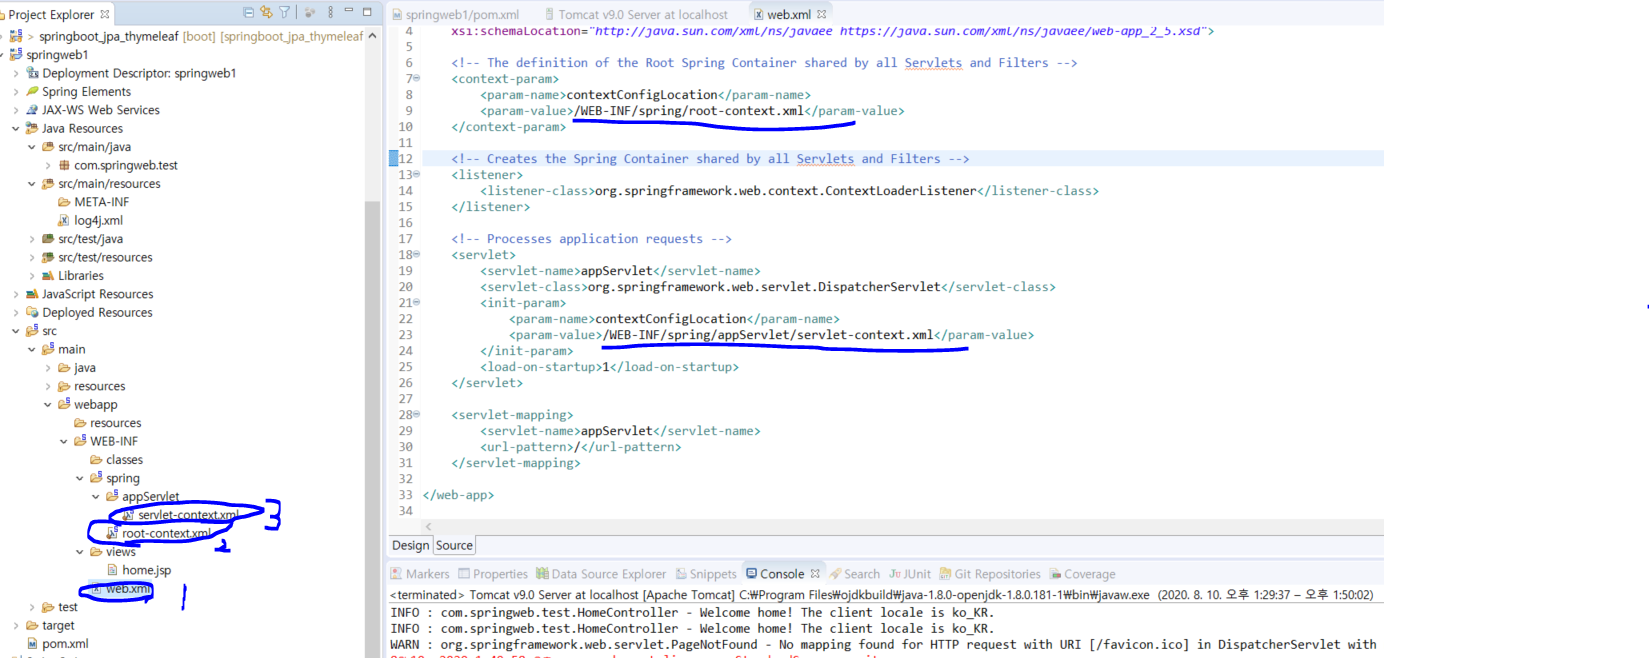 Project Explorer
springboot_jpa_thymeleaf [boot] [springboot_jpa_thymeleaf
springweb1
Deployment Descriptor: springweb1
Spring Elements
JAX-WS Web Services
Java Resources
src/main/java
com.springweb.test
src/main/resources
META-INF
log4j.xml
src/test/java
src/test/resources
Libraries
JavaScript Resources
Deployed Resources
src
main
java
resources
webapp
resources
WEB-INF
classes
spring
appServlet
servlet-context.xml 3
root-context.xml 2
views
home.jsp
web.xml 1
test
target
pom.xml
springweb1/pom.xml Tomcat v9.0 Server at localhost web.xml
4 xsi:schemaLocation="http://java.sun.com/xml/ns/javaee https://java.sun.com/xml/ns/javaee/web-app_2_5.xsd">
5
6 <!-- The definition of the Root Spring Container shared by all Servlets and Filters -->
7 <context-param>
8 <param-name>contextConfigLocation</param-name>
9 <param-value>/WEB-INF/spring/root-context.xml</param-value>
10 </context-param>
11
12 <!-- Creates the Spring Container shared by all Servlets and Filters -->
13 <listener>
14 <listener-class>org.springframework.web.context.ContextLoaderListener</listener-class>
15 </listener>
16
17 <!-- Processes application requests -->
18 <servlet>
19 <servlet-name>appServlet</servlet-name>
20 <servlet-class>org.springframework.web.servlet.DispatcherServlet</servlet-class>
21 <init-param>
22 <param-name>contextConfigLocation</param-name>
23 <param-value>/WEB-INF/spring/appServlet/servlet-context.xml</param-value>
24 </init-param>
25 <load-on-startup>1</load-on-startup>
26 </servlet>
27
28 <servlet-mapping>
29 <servlet-name>appServlet</servlet-name>
30 <url-pattern>/</url-pattern>
31 </servlet-mapping>
32
33 </web-app>
34
Design Source
Markers Properties Data Source Explorer Snippets Console Search JUnit Git Repositories Coverage
<terminated> Tomcat v9.0 Server at localhost [Apache Tomcat] C:₩Program Files₩ojdkbuild₩java-1.8.0-openjdk-1.8.0.181-1₩bin₩javaw.exe (2020. 8. 10. 오후 1:29:37 – 오후 1:50:02)
INFO : com.springweb.test.HomeController - Welcome home! The client locale is ko_KR.
INFO : com.springweb.test.HomeController - Welcome home! The client locale is ko_KR.
WARN : org.springframework.web.servlet.PageNotFound - No mapping found for HTTP request with URI [/favicon.ico] in DispatcherServlet with